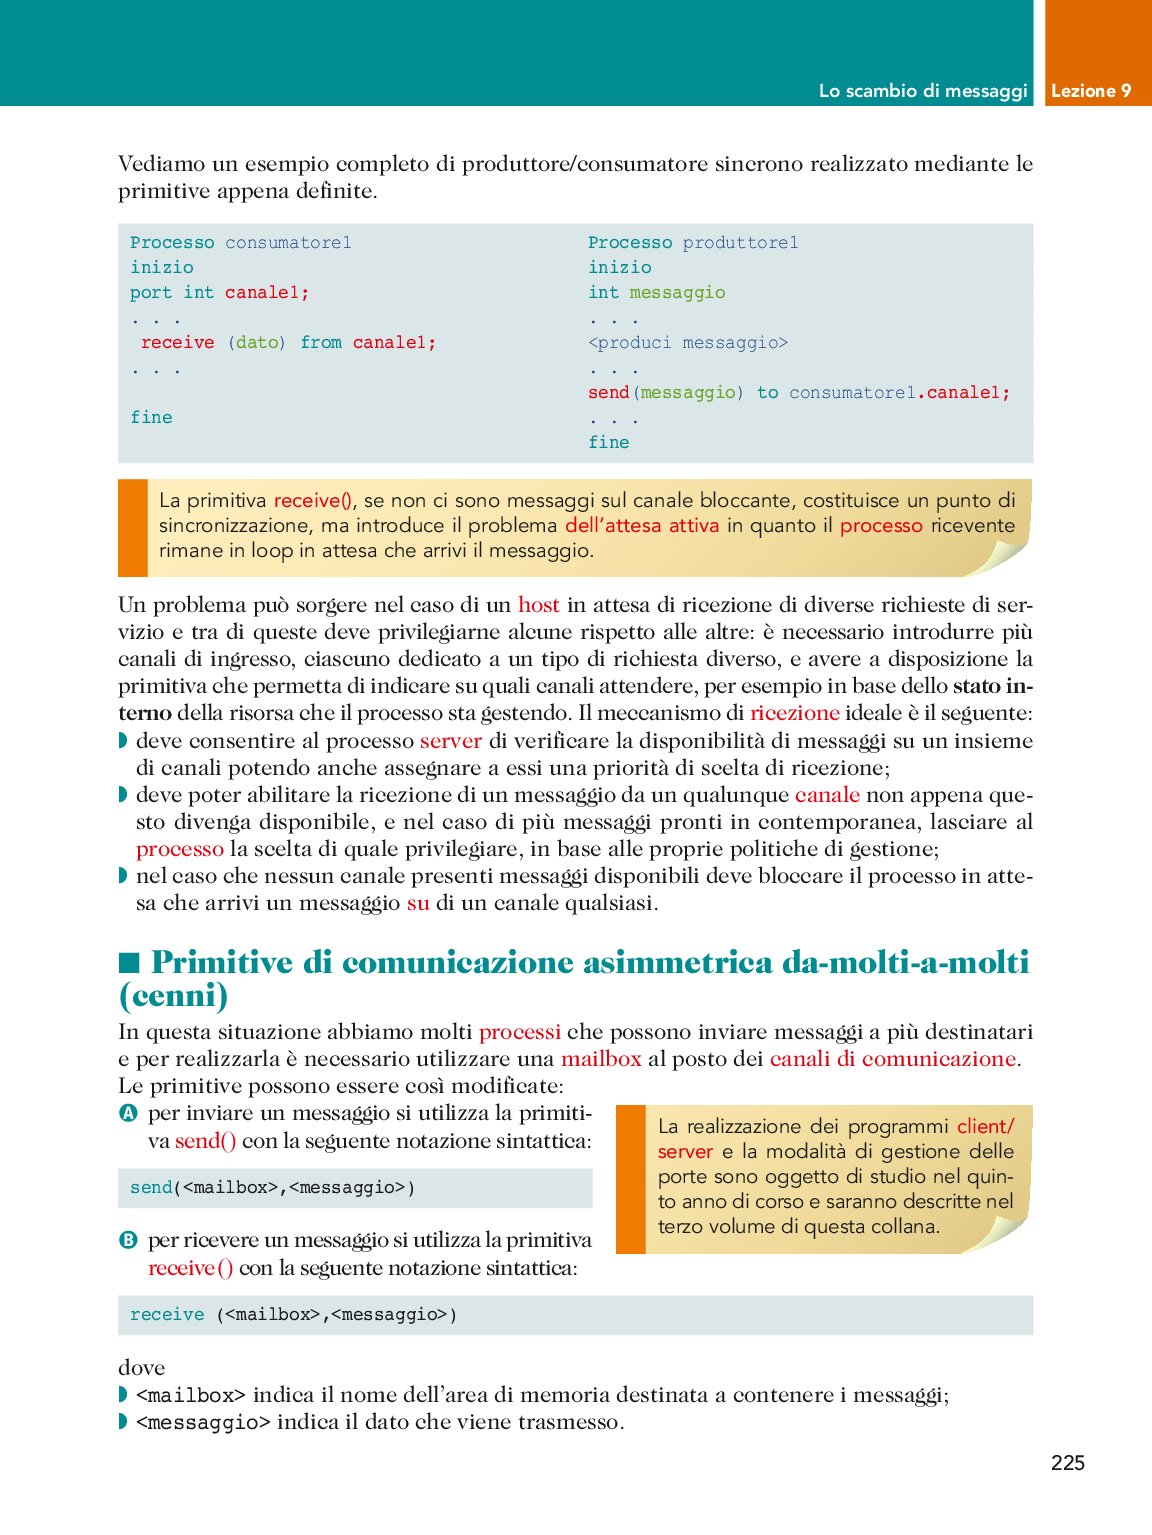 Lo scambio di messaggi Lezione 9
Vediamo un esempio completo di produttore/consumatore sincrono realizzato mediante le
primitive appena definite.
Processo consumatore1
inizio
port int canale1;
. . .
receive (dato) from canale1;
. . .
fine
Processo produttore1
inizio
int messaggio
. . .
<produci messaggio>
. . .
send(messaggio) to consumatore1.canale1;
. . .
fine
La primitiva receive(), se non ci sono messaggi sul canale bloccante, costituisce un punto di
sincronizzazione, ma introduce il problema dell'attesa attiva in quanto il processo ricevente
rimane in loop in attesa che arrivi il messaggio.
Un problema può sorgere nel caso di un host in attesa di ricezione di diverse richieste di ser-
vizio e tra di queste deve privilegiarne alcune rispetto alle altre: è necessario introdurre più
canali di ingresso, ciascuno dedicato a un tipo di richiesta diverso, e avere a disposizione la
primitiva che permetta di indicare su quali canali attendere, per esempio in base dello stato in-
terno della risorsa che il processo sta gestendo. Il meccanismo di ricezione ideale è il seguente:
◗ deve consentire al processo server di verificare la disponibilità di messaggi su un insieme
di canali potendo anche assegnare a essi una priorità di scelta di ricezione;
◗ deve poter abilitare la ricezione di un messaggio da un qualunque canale non appena que-
sto divenga disponibile, e nel caso di più messaggi pronti in contemporanea, lasciare al
processo la scelta di quale privilegiare, in base alle proprie politiche di gestione;
◗ nel caso che nessun canale presenti messaggi disponibili deve bloccare il processo in atte-
sa che arrivi un messaggio su di un canale qualsiasi.
■ Primitive di comunicazione asimmetrica da-molti-a-molti
(cenni)
In questa situazione abbiamo molti processi che possono inviare messaggi a più destinatari
e per realizzarla è necessario utilizzare una mailbox al posto dei canali di comunicazione.
Le primitive possono essere così modificate:
A per inviare un messaggio si utilizza la primiti-
va send() con la seguente notazione sintattica:
send(<mailbox>,<messaggio>)
B per ricevere un messaggio si utilizza la primitiva
receive() con la seguente notazione sintattica:
La realizzazione dei programmi client/
server e la modalità di gestione delle
porte sono oggetto di studio nel quin-
to anno di corso e saranno descritte nel
terzo volume di questa collana.
receive (<mailbox>,<messaggio>)
dove
◗ <mailbox> indica il nome dell'area di memoria destinata a contenere i messaggi;
◗ <messaggio> indica il dato che viene trasmesso.
225